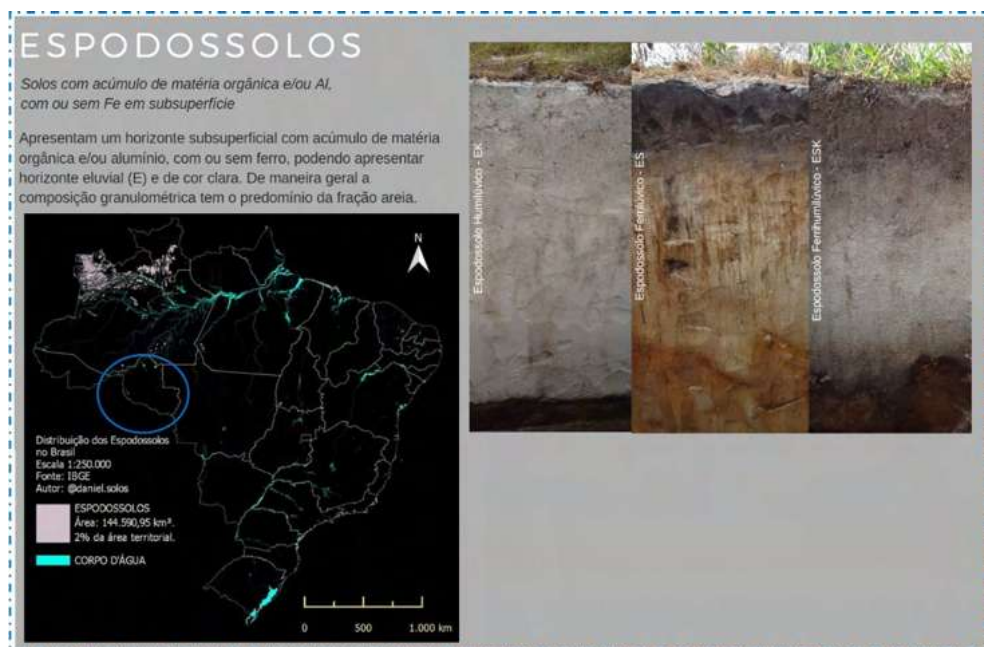 ESPODOSSOLOS
Solos com acúmulo de matéria orgânica e/ou Al,
com ou sem Fe em subsuperfície
Apresentam um horizonte subsuperficial com acúmulo de matéria
orgânica e/ou alumínio, com ou sem ferro, podendo apresentar
horizonte eluvial (E) e de cor clara. De maneira geral a
composição granulométrica tem o predomínio da fração areia.
N
Distribuição dos Espodossolos
no Brasil
Escala 1:250.000
Fonte: IBGE
Autor: @daniel.solos
ESPODOSSOLOS
Área: 144.590,95 km².
2% da área territorial.
CORPO D'ÁGUA
0 500 1.000 km
Espodossolo Humilúvico - EK
Espodossolo Ferrilúvico - ES
Espodossolo Ferrihumilúvico - ESK